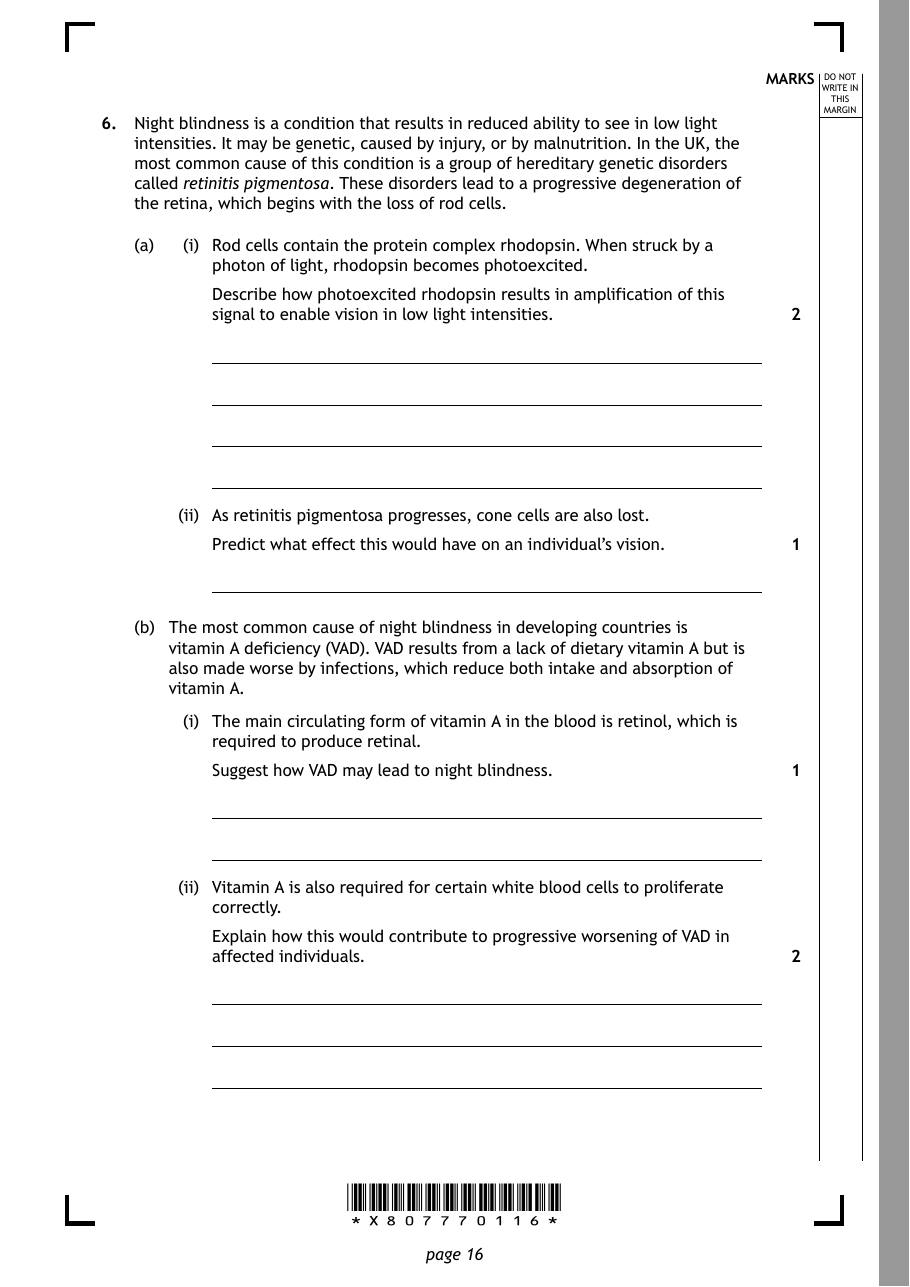 MARKS
DO NOT
WRITE IN
THIS
MARGIN
6. Night blindness is a condition that results in reduced ability to see in low light
intensities. It may be genetic, caused by injury, or by malnutrition. In the UK, the
most common cause of this condition is a group of hereditary genetic disorders
called retinitis pigmentosa. These disorders lead to a progressive degeneration of
the retina, which begins with the loss of rod cells.
(a) (i) Rod cells contain the protein complex rhodopsin. When struck by a
photon of light, rhodopsin becomes photoexcited.
Describe how photoexcited rhodopsin results in amplification of this
signal to enable vision in low light intensities. 2
(ii) As retinitis pigmentosa progresses, cone cells are also lost.
Predict what effect this would have on an individual’s vision. 1
(b) The most common cause of night blindness in developing countries is
vitamin A deficiency (VAD). VAD results from a lack of dietary vitamin A but is
also made worse by infections, which reduce both intake and absorption of
vitamin A.
(i) The main circulating form of vitamin A in the blood is retinol, which is
required to produce retinal.
Suggest how VAD may lead to night blindness. 1
(ii) Vitamin A is also required for certain white blood cells to proliferate
correctly.
Explain how this would contribute to progressive worsening of VAD in
affected individuals. 2
*X807770116*
page 16